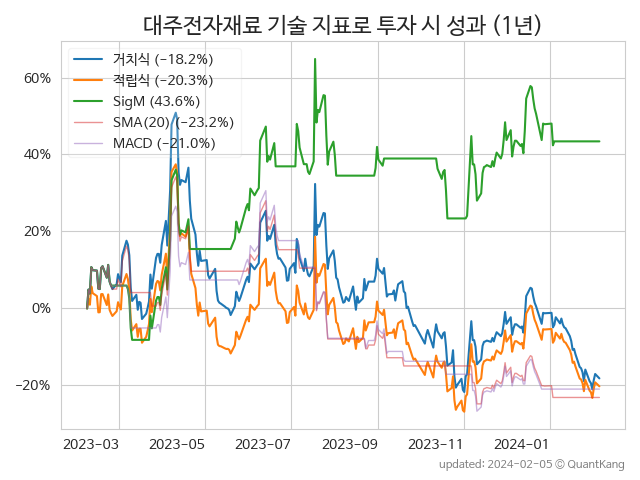 대주전자재료 기술 지표로 투자 시 성과 (1년)
거치식 (−18.2%)
적립식 (−20.3%)
SigM (43.6%)
SMA(20) (−23.2%)
MACD (−21.0%)
60%
40%
20%
0%
−20%
2023−03 2023−05 2023−07 2023−09 2023−11 2024−01
updated: 2024−02−05 © QuantKang